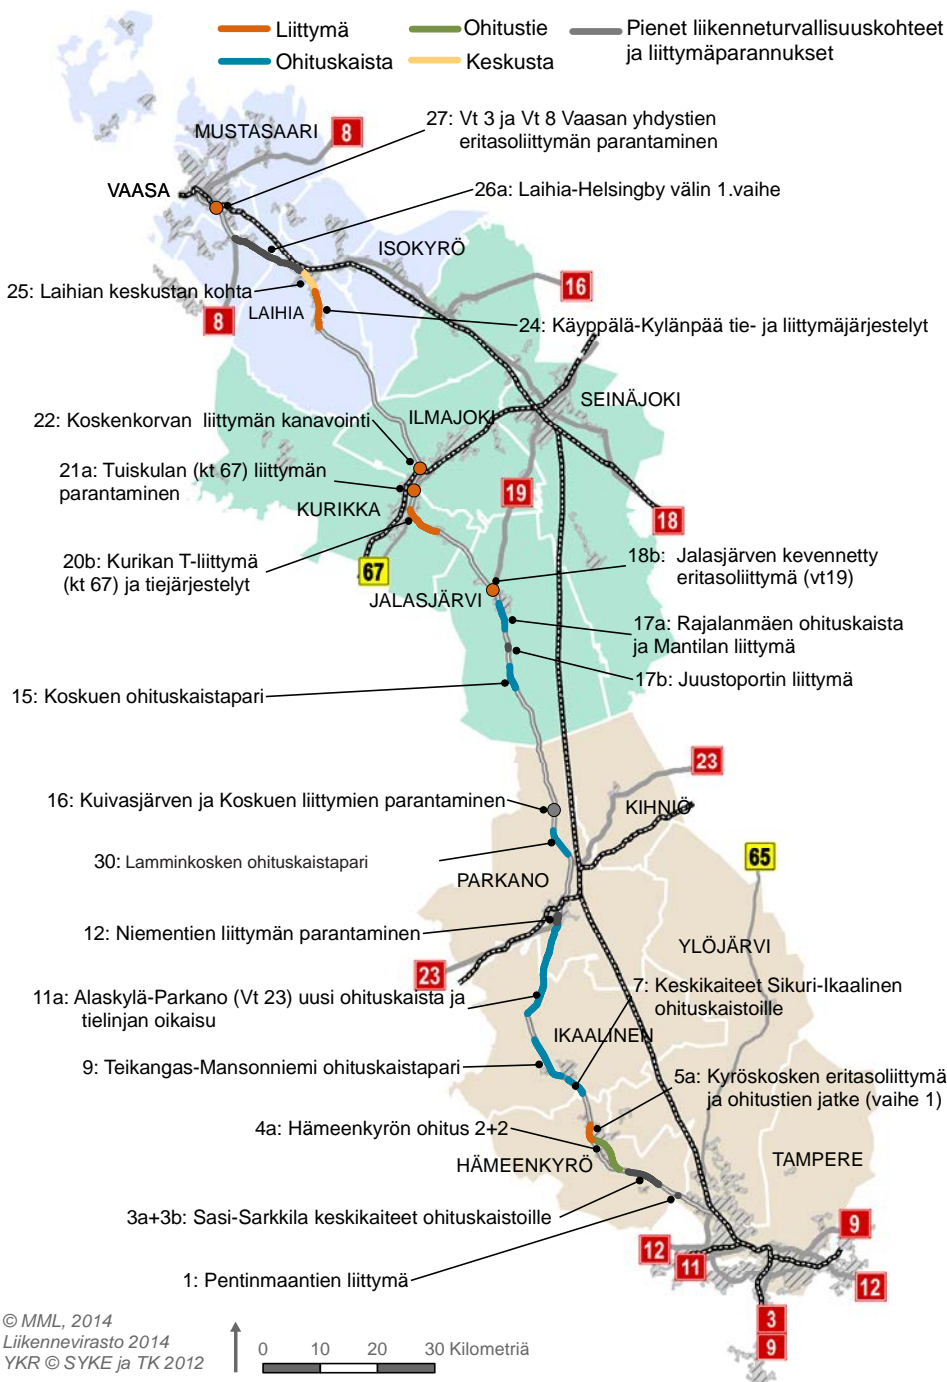 Liittymä
Ohitustie
Pienet liikenneturvallisuuskohteet
ja liittymäparannukset
Ohituskaista
Keskusta
MUSTASAARI
8
27: Vt 3 ja Vt 8 Vaasan yhdystien
eritasoliittymän parantaminen
VAASA
26a: Laihia-Helsingby välin 1.vaihe
ISOKYRÖ
16
25: Laihian keskustan kohta
LAIHIA
8
24: Käyppälä-Kylänpää tie- ja liittymäjärjestelyt
SEINÄJOKI
22: Koskenkorvan liittymän kanavointi
ILMAJOKI
21a: Tuiskulan (kt 67) liittymän
parantaminen
KURIKKA
19
18
20b: Kurikan T-liittymä
(kt 67) ja tiejärjestelyt
67
18b: Jalasjärven kevennetty
eritasoliittymä (vt19)
JALASJÄRVI
17a: Rajalanmäen ohituskaista
ja Mantilan liittymä
17b: Juustoportin liittymä
15: Koskuen ohituskaistapari
23
16: Kuivasjärven ja Koskuen liittymien parantaminen
KIHNIÖ
30: Lamminkosken ohituskaistapari
65
PARKANO
12: Niementien liittymän parantaminen
YLÖJÄRVI
23
7: Keskikaiteet Sikuri-Ikaalinen
ohituskaistoille
11a: Alaskylä-Parkano (Vt 23) uusi ohituskaista ja
tielinjan oikaisu
IKAALINEN
9: Teikangas-Mansonniemi ohituskaistapari
5a: Kyröskosken eritasoliittymä
ja ohitustien jatke (vaihe 1)
4a: Hämeenkyrön ohitus 2+2
HÄMEENKYRÖ
TAMPERE
3a+3b: Sasi-Sarkkila keskikaiteet ohituskaistoille
9
12
11
1: Pentinmaantien liittymä
12
3
9
© MML, 2014
Liikennevirasto 2014
YKR © SYKE ja TK 2012
0 10 20 30 Kilometriä